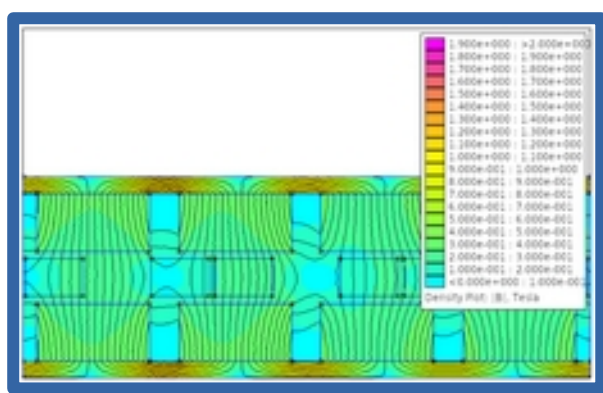 1.900e+000 : >2.000e+000
1.800e+000 : 1.900e+000
1.700e+000 : 1.800e+000
1.600e+000 : 1.700e+000
1.500e+000 : 1.600e+000
1.400e+000 : 1.500e+000
1.300e+000 : 1.400e+000
1.200e+000 : 1.300e+000
1.100e+000 : 1.200e+000
1.000e+000 : 1.100e+000
9.000e-001 : 1.000e+000
8.000e-001 : 9.000e-001
7.000e-001 : 8.000e-001
6.000e-001 : 7.000e-001
5.000e-001 : 6.000e-001
4.000e-001 : 5.000e-001
3.000e-001 : 4.000e-001
2.000e-001 : 3.000e-001
1.000e-001 : 2.000e-001
<0.000e+000 : 1.000e-001
Density Plot: |B|, Tesla